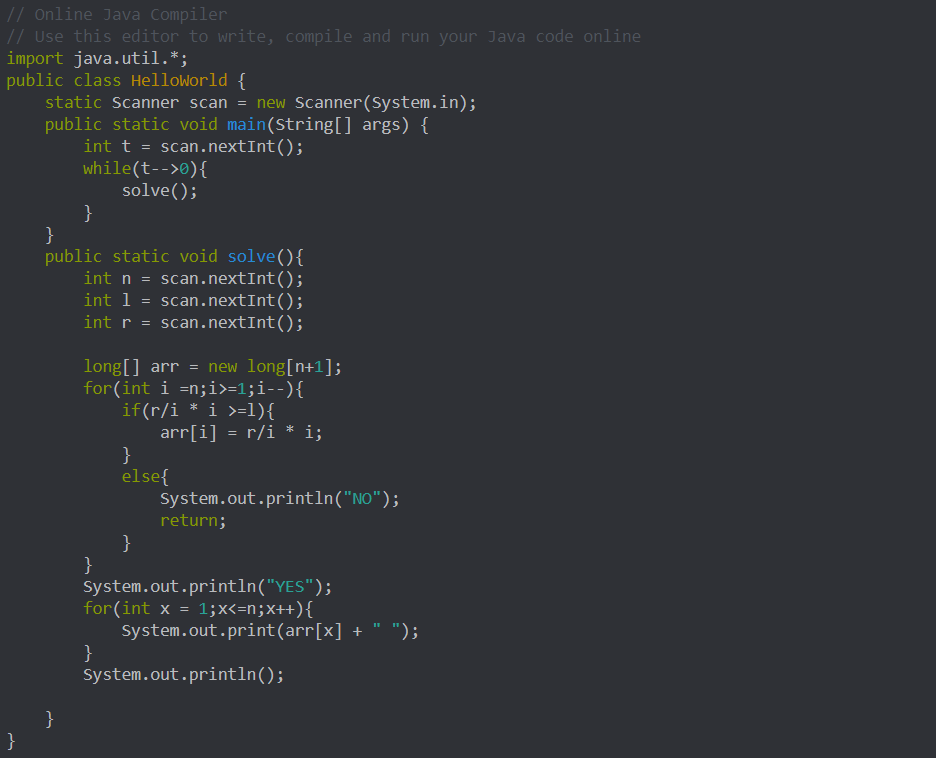 // Online Java Compiler
// Use this editor to write, compile and run your Java code online
import java.util.*;
public class HelloWorld {
    static Scanner scan = new Scanner(System.in);
    public static void main(String[] args) {
        int t = scan.nextInt();
        while(t-->0){
            solve();
        }
    }
    public static void solve(){
        int n = scan.nextInt();
        int l = scan.nextInt();
        int r = scan.nextInt();

        long[] arr = new long[n+1];
        for(int i =n;i>=1;i--){
            if(r/i * i >=l){
                arr[i] = r/i * i;
            }
            else{
                System.out.println("NO");
                return;
            }
        }
        System.out.println("YES");
        for(int x = 1;x<=n;x++){
            System.out.print(arr[x] + " ");
        }
        System.out.println();

    }
}